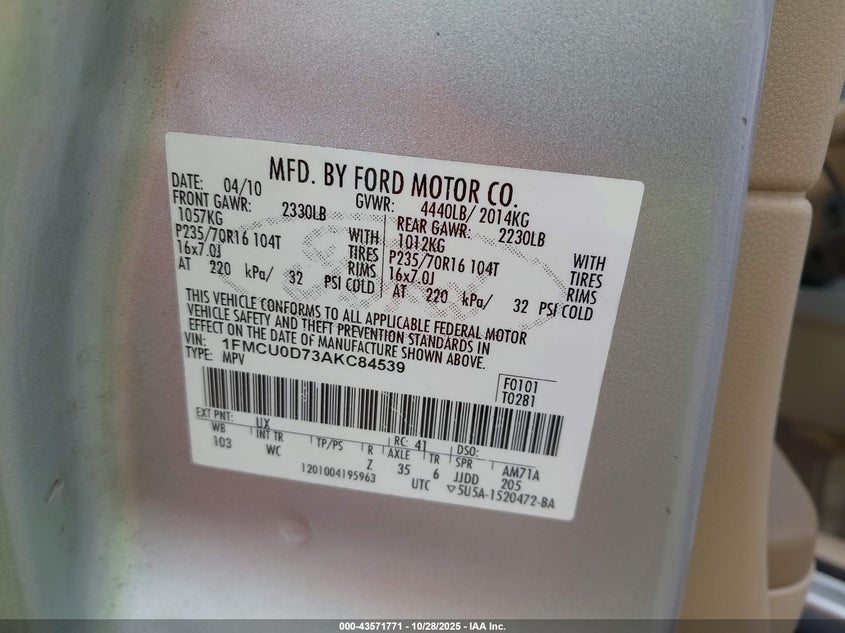 MFD. BY FORD MOTOR CO.
DATE: 04/10 GVWR: 4440LB/ 2014KG
FRONT GAWR: 2330LB REAR GAWR: 2230LB
1057KG WITH 1012KG WITH
P235/70R16 104T TIRES P235/70R16 104T TIRES
16x7.0J RIMS 16x7.0J RIMS
AT 220 kPa/ 32 PSI COLD AT 220 kPa/ 32 PSI COLD
THIS VEHICLE CONFORMS TO ALL APPLICABLE FEDERAL MOTOR
VEHICLE SAFETY AND THEFT PREVENTION STANDARDS IN
EFFECT ON THE DATE OF MANUFACTURE SHOWN ABOVE.
VIN: 1FMCU0D73AKC84539
TYPE: MPV
F0101
T0281
EXT PNT: UX RC: 41 DSO:
WB INT TR TP/PS R AXLE TR SPR AM71A
103 WC Z 35 6 JJDD 205
1201004195963 UTC ▽5U5A-1520472-BA
000-43571771 | 10/28/2025 - IAA Inc.